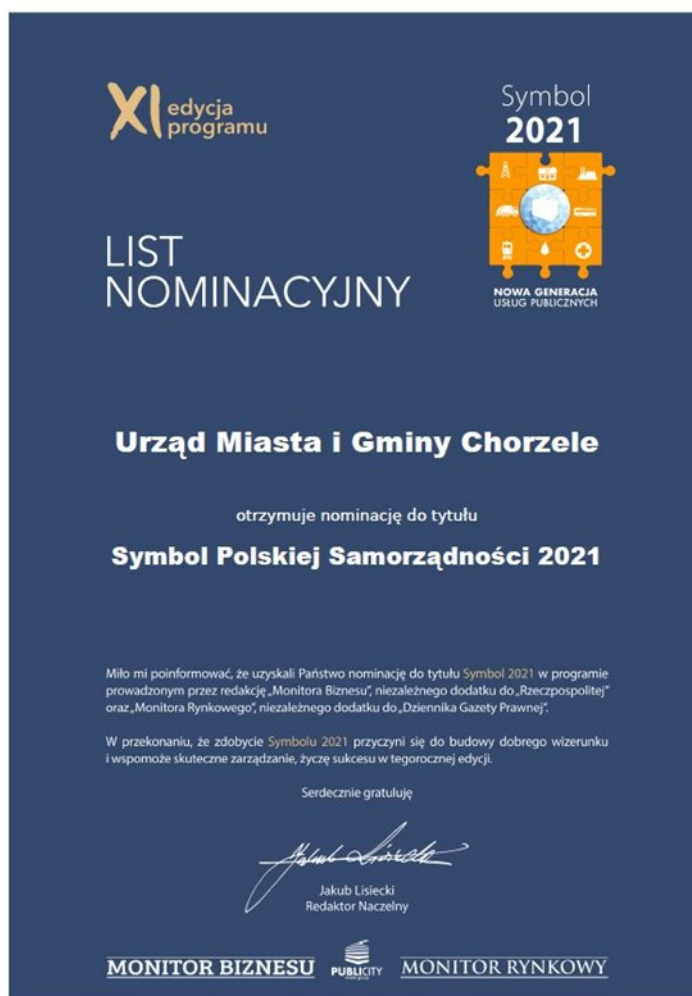 XI edycja
programu
Symbol
2021
NOWA GENERACJA
USŁUG PUBLICZNYCH
LIST
NOMINACYJNY
Urząd Miasta i Gminy Chorzele
otrzymuje nominację do tytułu
Symbol Polskiej Samorządności 2021
Miło mi poinformować, że uzyskali Państwo nominację do tytułu Symbol 2021 w programie
prowadzonym przez redakcję „Monitora Biznesu”, niezależnego dodatku do „Rzeczpospolitej”
oraz „Monitora Rynkowego”, niezależnego dodatku do „Dziennika Gazety Prawnej”.
W przekonaniu, że zdobycie Symbolu 2021 przyczyni się do budowy dobrego wizerunku
i wspomoże skuteczne zarządzanie, życzę sukcesu w tegorocznej edycji.
Serdecznie gratuluję
Jakub Lisiecki
Redaktor Naczelny
MONITOR BIZNESU
PUBLICITY
MONITOR RYNKOWY